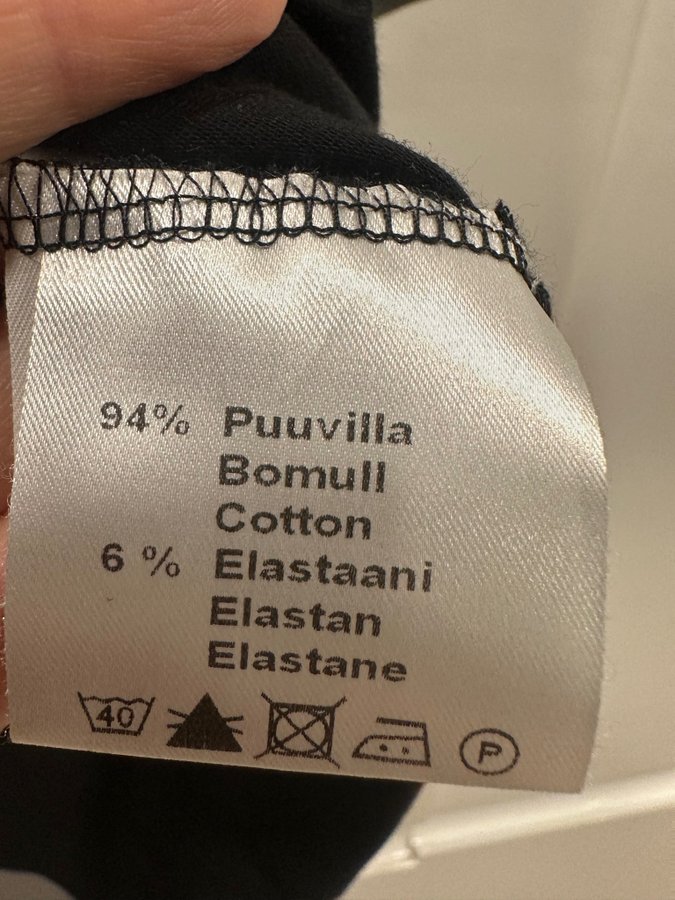 94% Puuvilla
Bomull
Cotton
6 % Elastaani
Elastan
Elastane
40 P